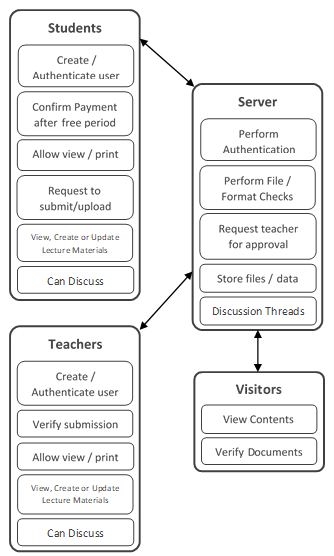 Students
Create /
Authenticate user
Confirm Payment
after free period
Allow view / print
Request to
submit/upload
View, Create or Update
Lecture Materials
Can Discuss
Server
Perform
Authentication
Perform File /
Format Checks
Request teacher
for approval
Store files / data
Discussion Threads
Teachers
Create /
Authenticate user
Verify submission
Allow view / print
View, Create or Update
Lecture Materials
Can Discuss
Visitors
View Contents
Verify Documents